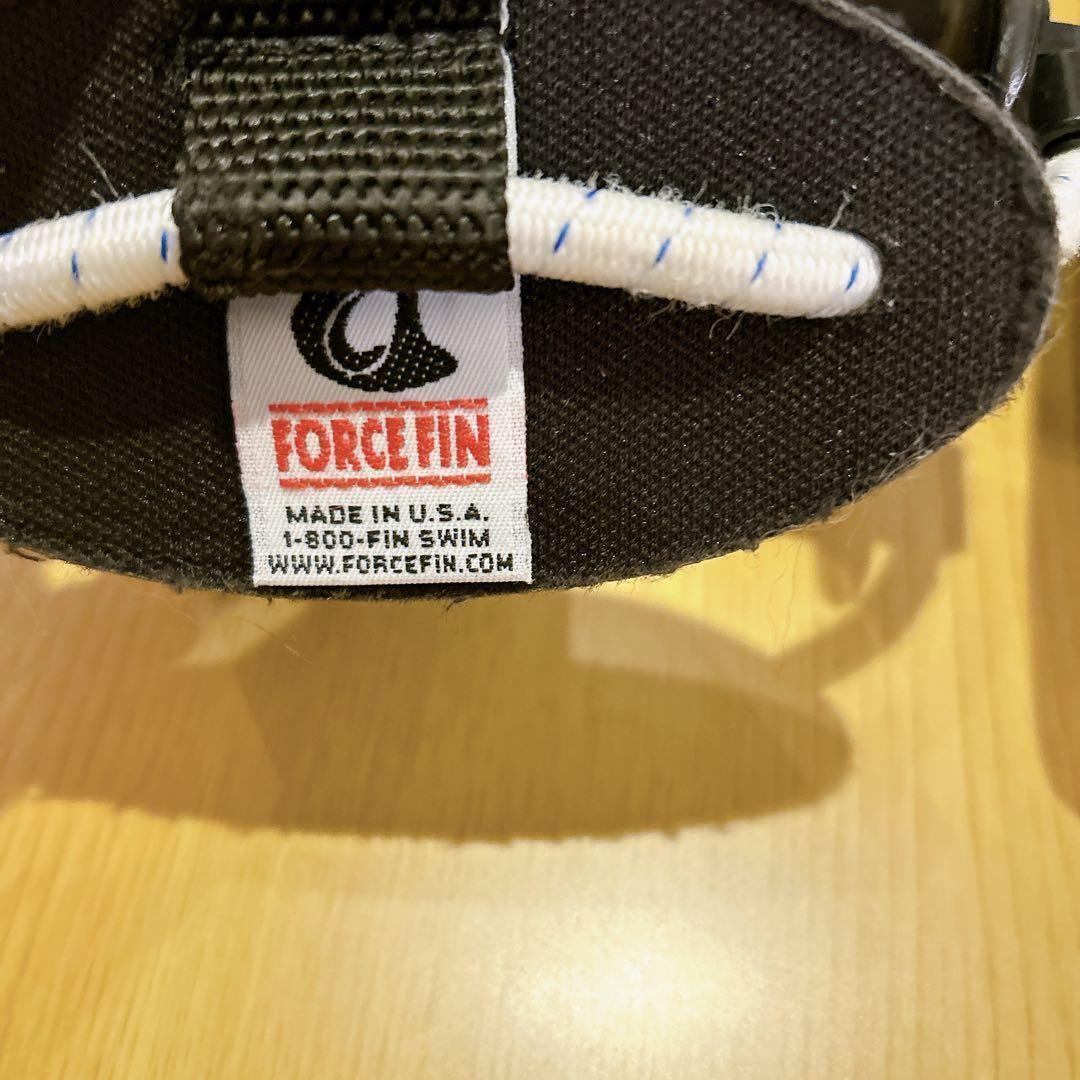 FORCE FIN
MADE IN U.S.A.
1-800-FIN SWIM
WWW.FORCEFIN.COM